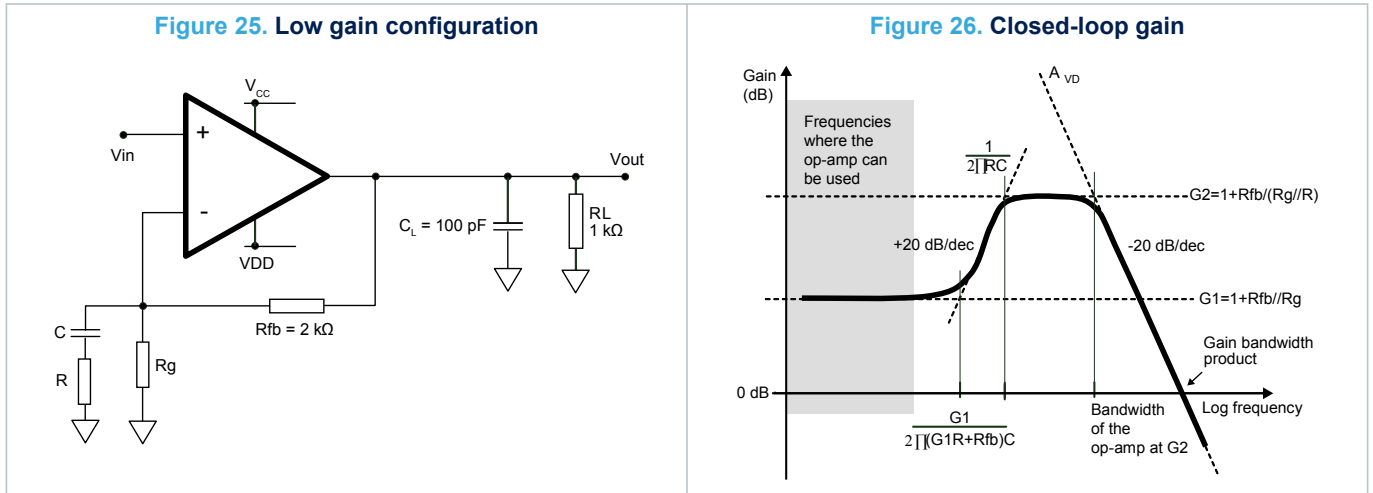 Figure 25. Low gain configuration
V CC
+
Vin
-
VDD
Vout
C L = 100 pF
RL
1 kΩ
C
R
Rg
Rfb = 2 kΩ
Figure 26. Closed-loop gain
Gain
(dB)
A VD
Frequencies
where the
op-amp can
be used
1
2∏RC
G2=1+Rfb/(Rg//R)
+20 dB/dec
-20 dB/dec
G1=1+Rfb//Rg
Gain bandwidth
product
0 dB
Log frequency
G1
2∏(G1R+Rfb)C
Bandwidth
of the
op-amp at G2